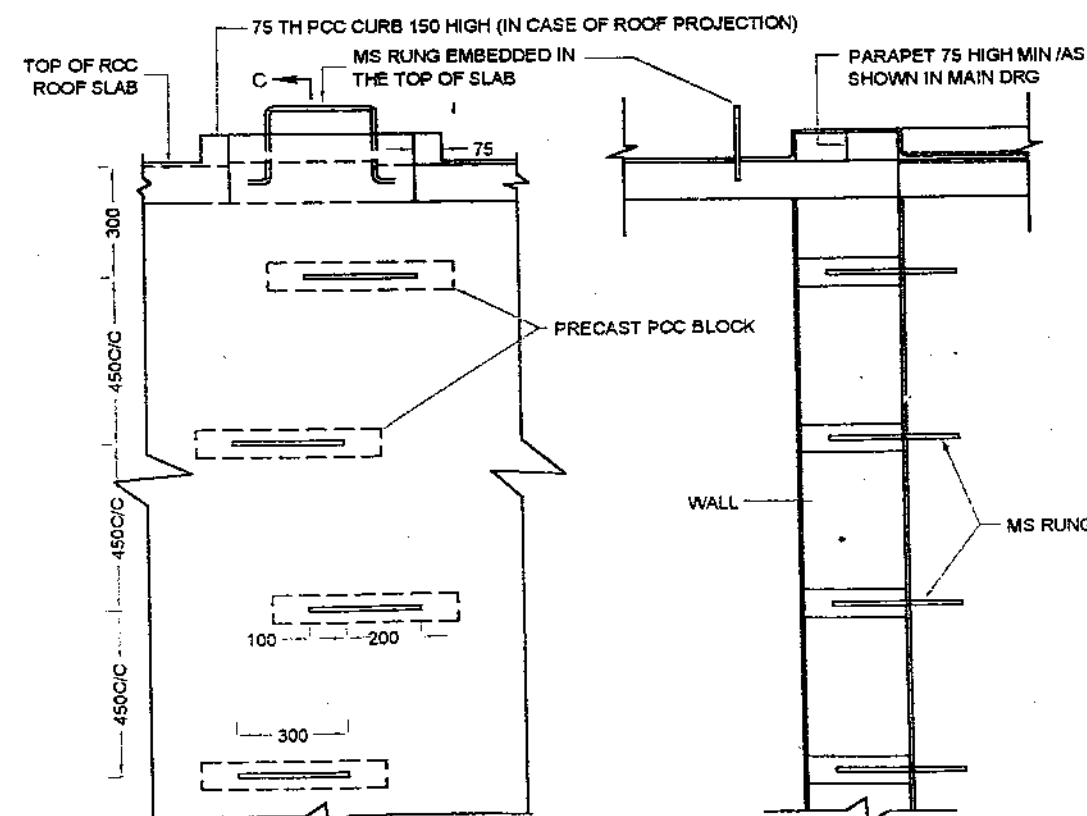 75 TH PCC CURB 150 HIGH (IN CASE OF ROOF PROJECTION)
TOP OF RCC
ROOF SLAB
C
MS RUNG EMBEDDED IN
THE TOP OF SLAB
PARAPET 75 HIGH MIN /AS
SHOWN IN MAIN DRG
75
300
450C/C
PRECAST PCC BLOCK
450C/C
WALL
MS RUNG
100
200
450C/C
300